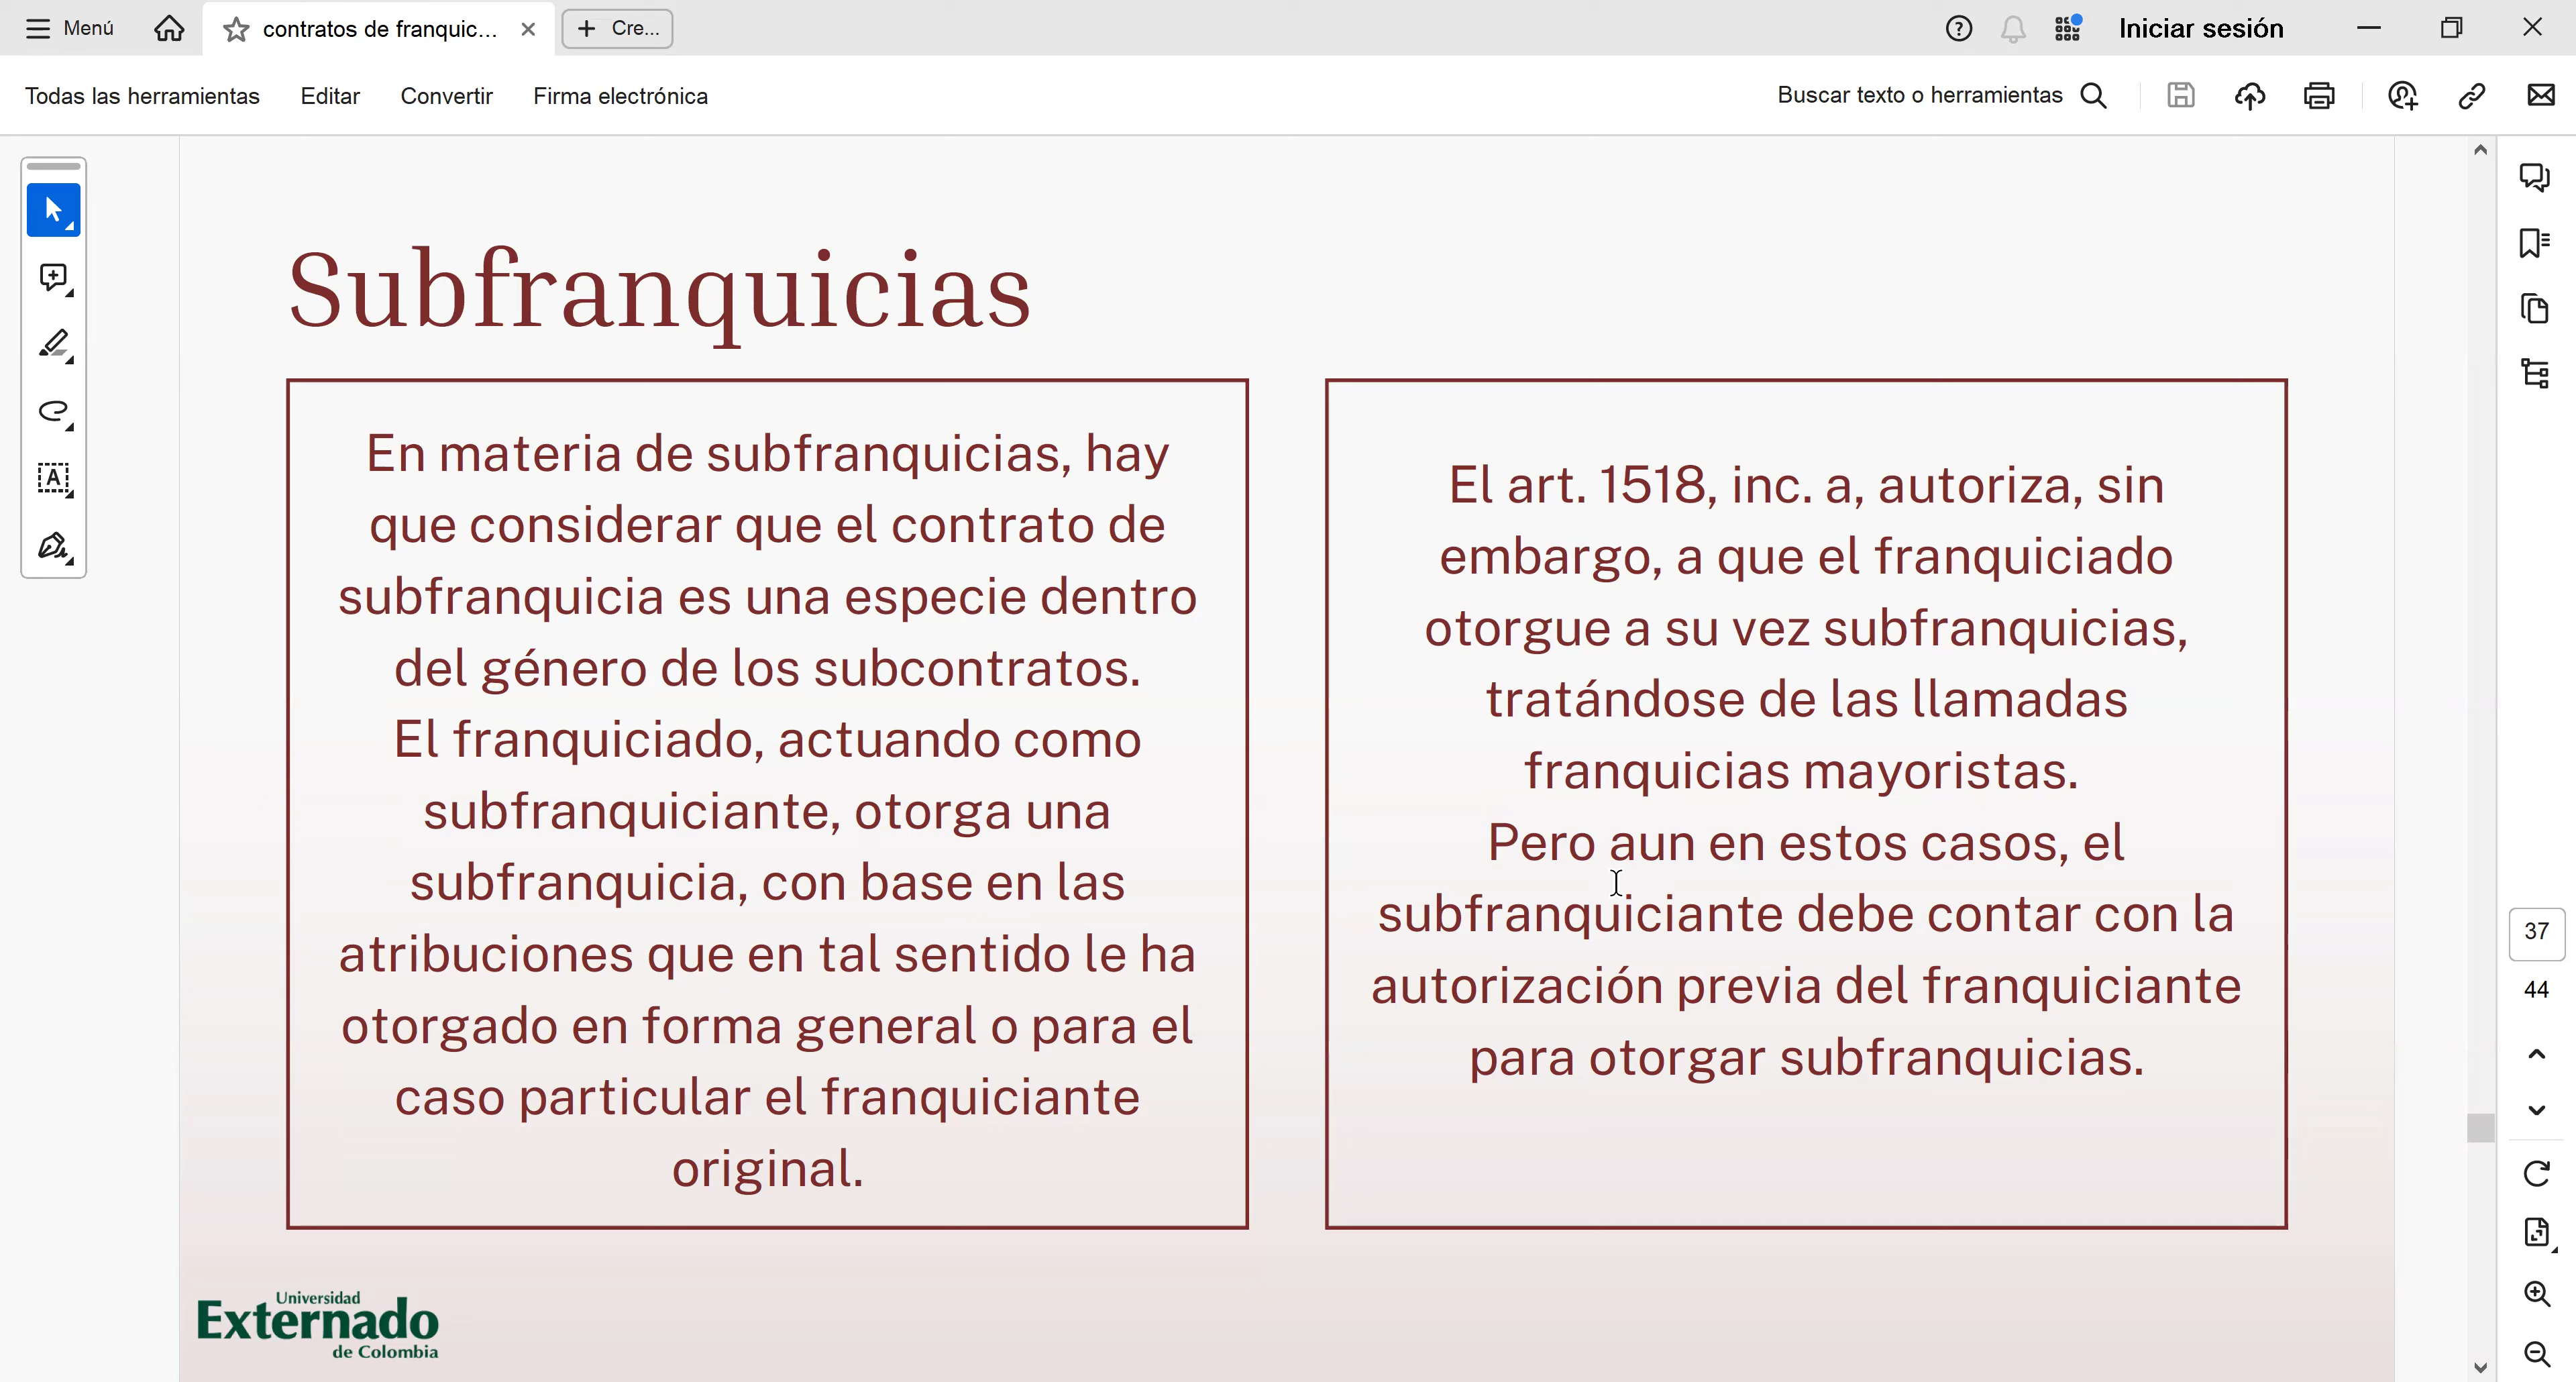 Menú
contratos de franquic...
Cre...
Iniciar sesión
Todas las herramientas
Editar
Convertir
Firma electrónica
Buscar texto o herramientas
Subfranquicias
En materia de subfranquicias, hay
que considerar que el contrato de
subfranquicia es una especie dentro
del género de los subcontratos.
El franquiciado, actuando como
subfranquiciante, otorga una
subfranquicia, con base en las
atribuciones que en tal sentido le ha
otorgado en forma general o para el
caso particular el franquiciante
original.
El art. 1518, inc. a, autoriza, sin
embargo, a que el franquiciado
otorgue a su vez subfranquicias,
tratándose de las llamadas
franquicias mayoristas.
Pero aun en estos casos, el
subfranquiciante debe contar con la
autorización previa del franquiciante
para otorgar subfranquicias.
37
44
Universidad
Externado
de Colombia